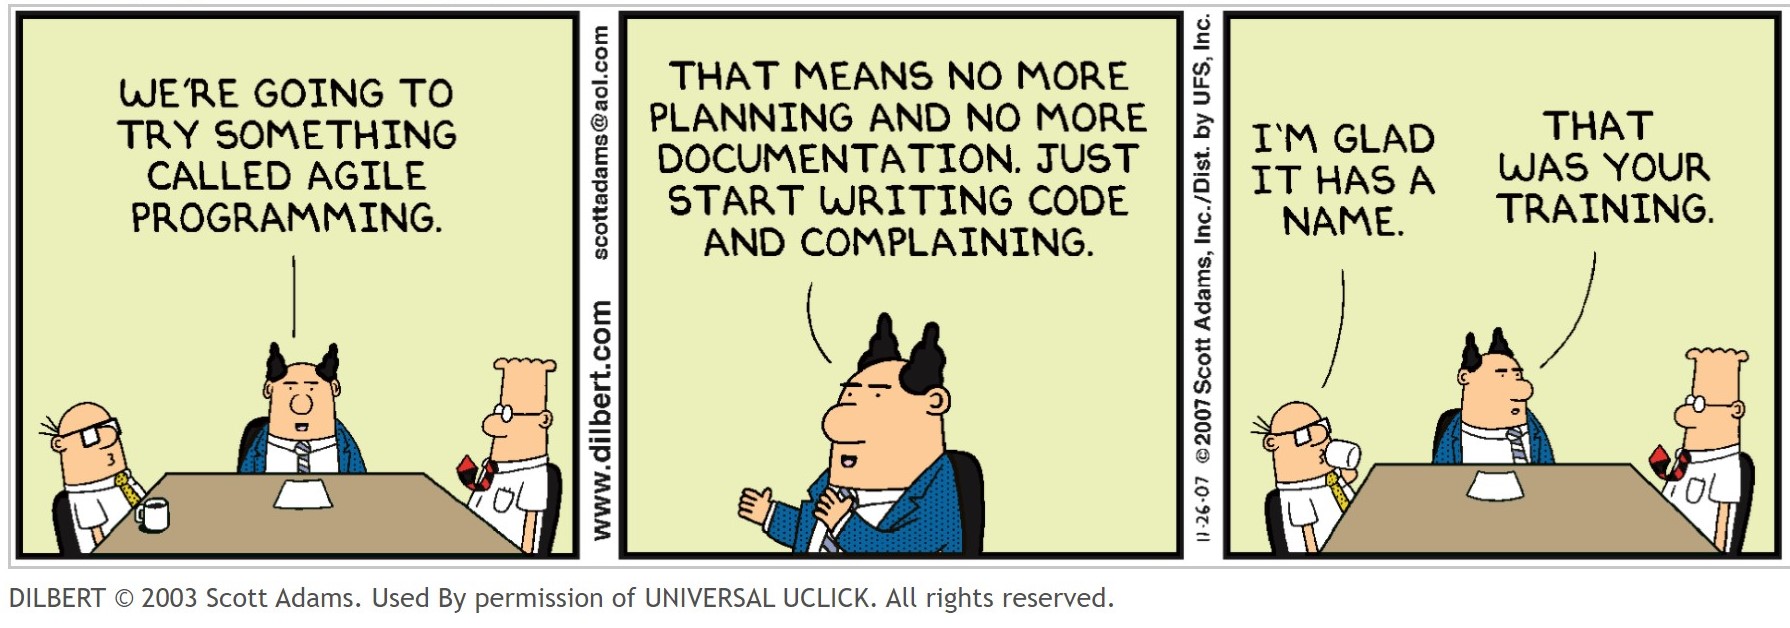 WE'RE GOING TO
TRY SOMETHING
CALLED AGILE
PROGRAMMING.
www.dilbert.com scottadams@aol.com
THAT MEANS NO MORE
PLANNING AND NO MORE
DOCUMENTATION. JUST
START WRITING CODE
AND COMPLAINING.
11-26-07 ©2007 Scott Adams, Inc./Dist. by UFS, Inc.
I'M GLAD
IT HAS A
NAME.
THAT
WAS YOUR
TRAINING.
DILBERT © 2003 Scott Adams. Used By permission of UNIVERSAL UCLICK. All rights reserved.